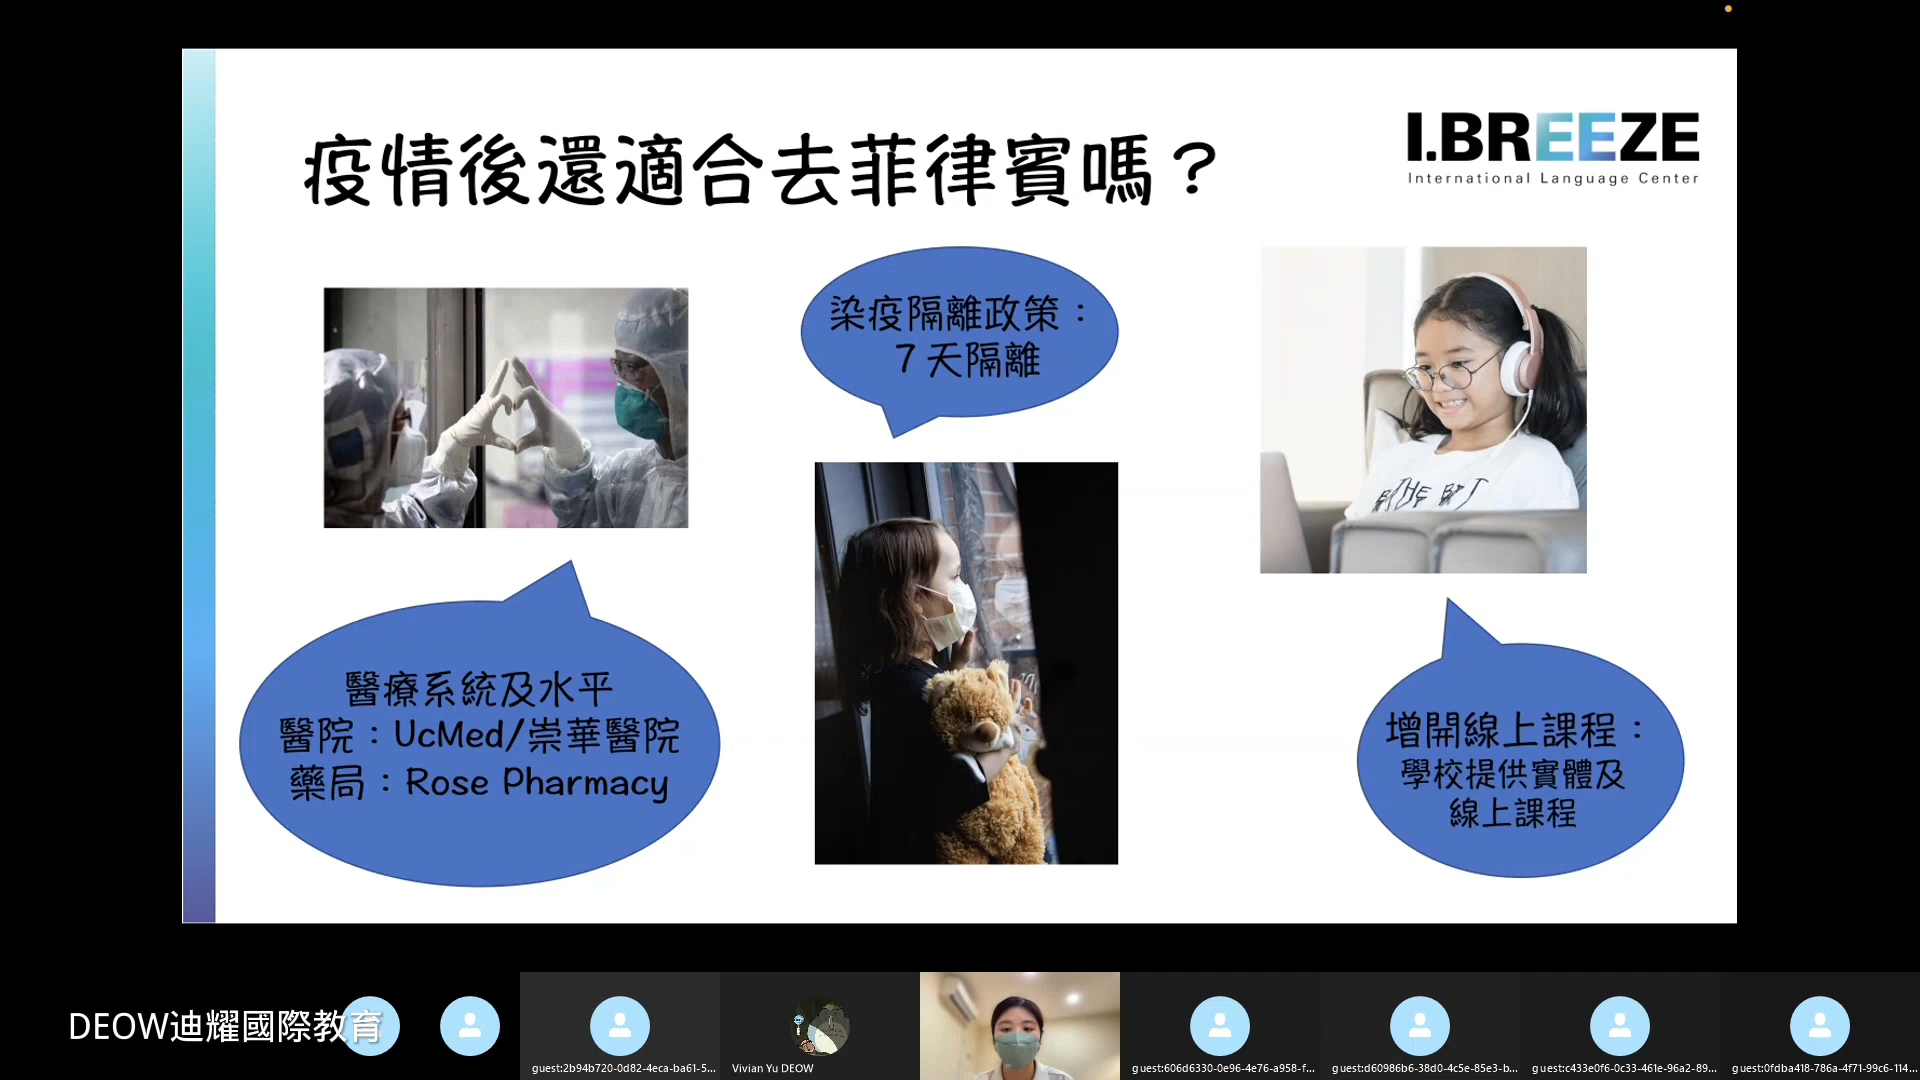 疫情後還適合去菲律賓嗎？
I.BREEZE
International Language Center
染疫隔離政策：
7 天隔離
醫療系統及水平
醫院：UcMed/崇華醫院
藥局：Rose Pharmacy
增開線上課程：
學校提供實體及
線上課程
DEOW迪耀國際教育
guest:2b94b720-0d82-4eca-ba61-5...
Vivian Yu DEOW
guest:606d6330-0e96-4e76-a958-f...
guest:d60986b6-38d0-4c5e-85e3-b...
guest:c433e0f6-0c33-461e-96a2-89...
guest:0fdba418-786a-4f71-99c6-114...